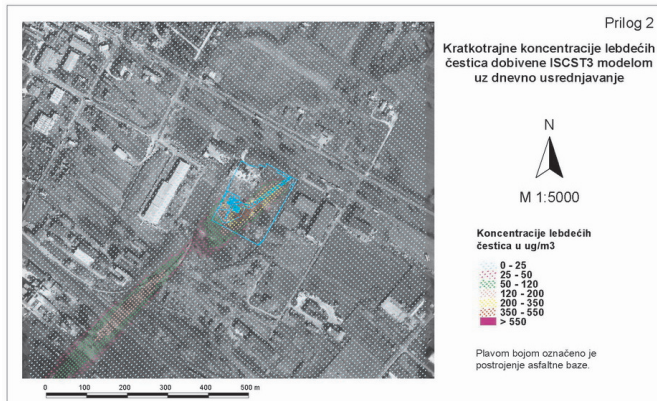 Prilog 2
Kratkotrajne koncentracije lebdećih
čestica dobivene ISCST3 modelom
uz dnevno usrednjavanje
N
M 1:5000
Koncentracije lebdećih
čestica u ug/m3
0 - 25
25 - 50
50 - 120
120 - 200
200 - 350
350 - 550
> 550
Plavom bojom označeno je
postrojenje asfaltne baze.
0 100 200 300 400 500 m